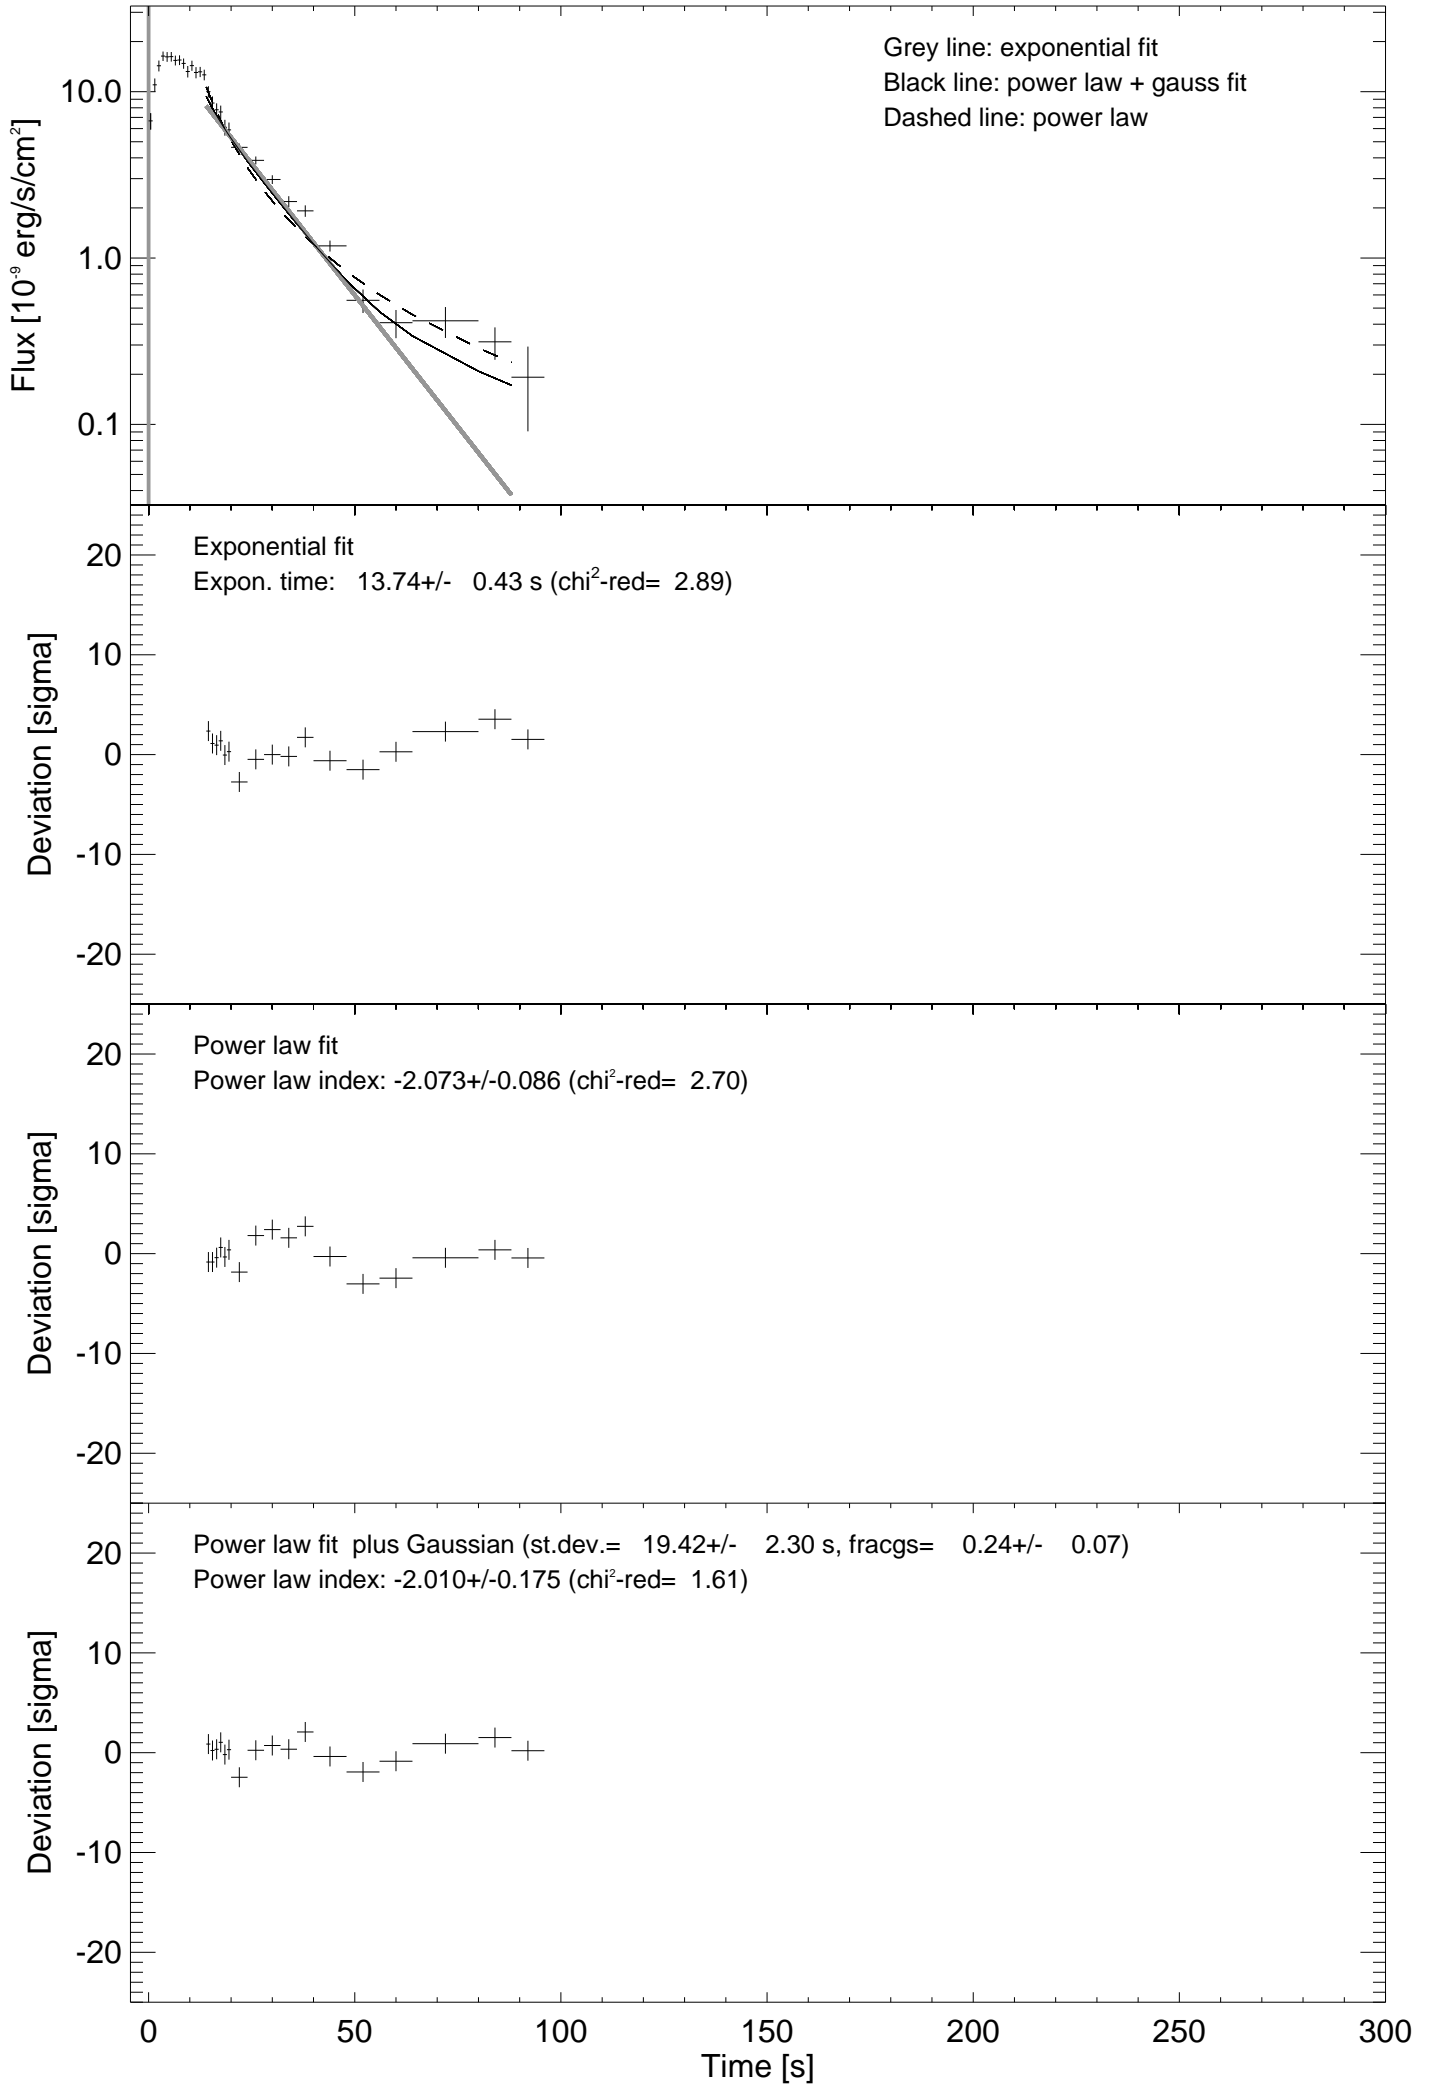 Grey line: exponential fit
Black line: power law + gauss fit
Dashed line: power law
10.0
1.0
0.1
Flux [10⁻⁹ erg/s/cm²]
Exponential fit
Expon. time: 13.74+/- 0.43 s (chi²-red= 2.89)
20
10
0
-10
-20
Deviation [sigma]
Power law fit
Power law index: -2.073+/-0.086 (chi²-red= 2.70)
20
10
0
-10
-20
Deviation [sigma]
Power law fit plus Gaussian (st.dev.= 19.42+/- 2.30 s, fracgs= 0.24+/- 0.07)
Power law index: -2.010+/-0.175 (chi²-red= 1.61)
20
10
0
-10
-20
Deviation [sigma]
0 50 100 150 200 250 300
Time [s]